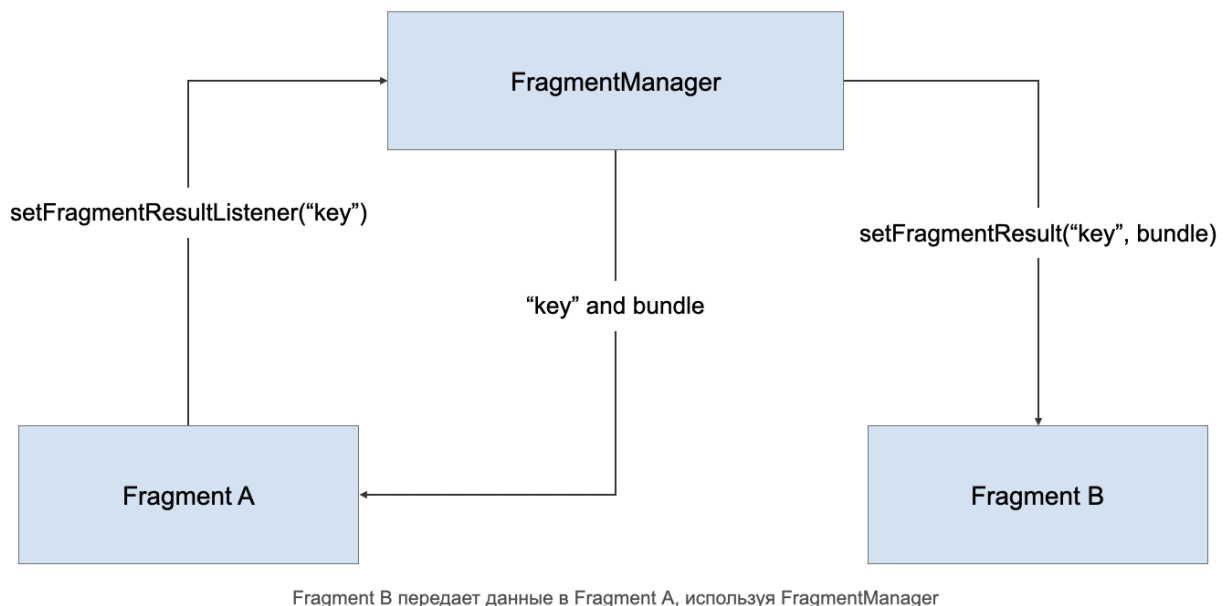 FragmentManager
setFragmentResultListener(“key”)
setFragmentResult(“key”, bundle)
“key” and bundle
Fragment A
Fragment B
Fragment B передает данные в Fragment A, используя FragmentManager